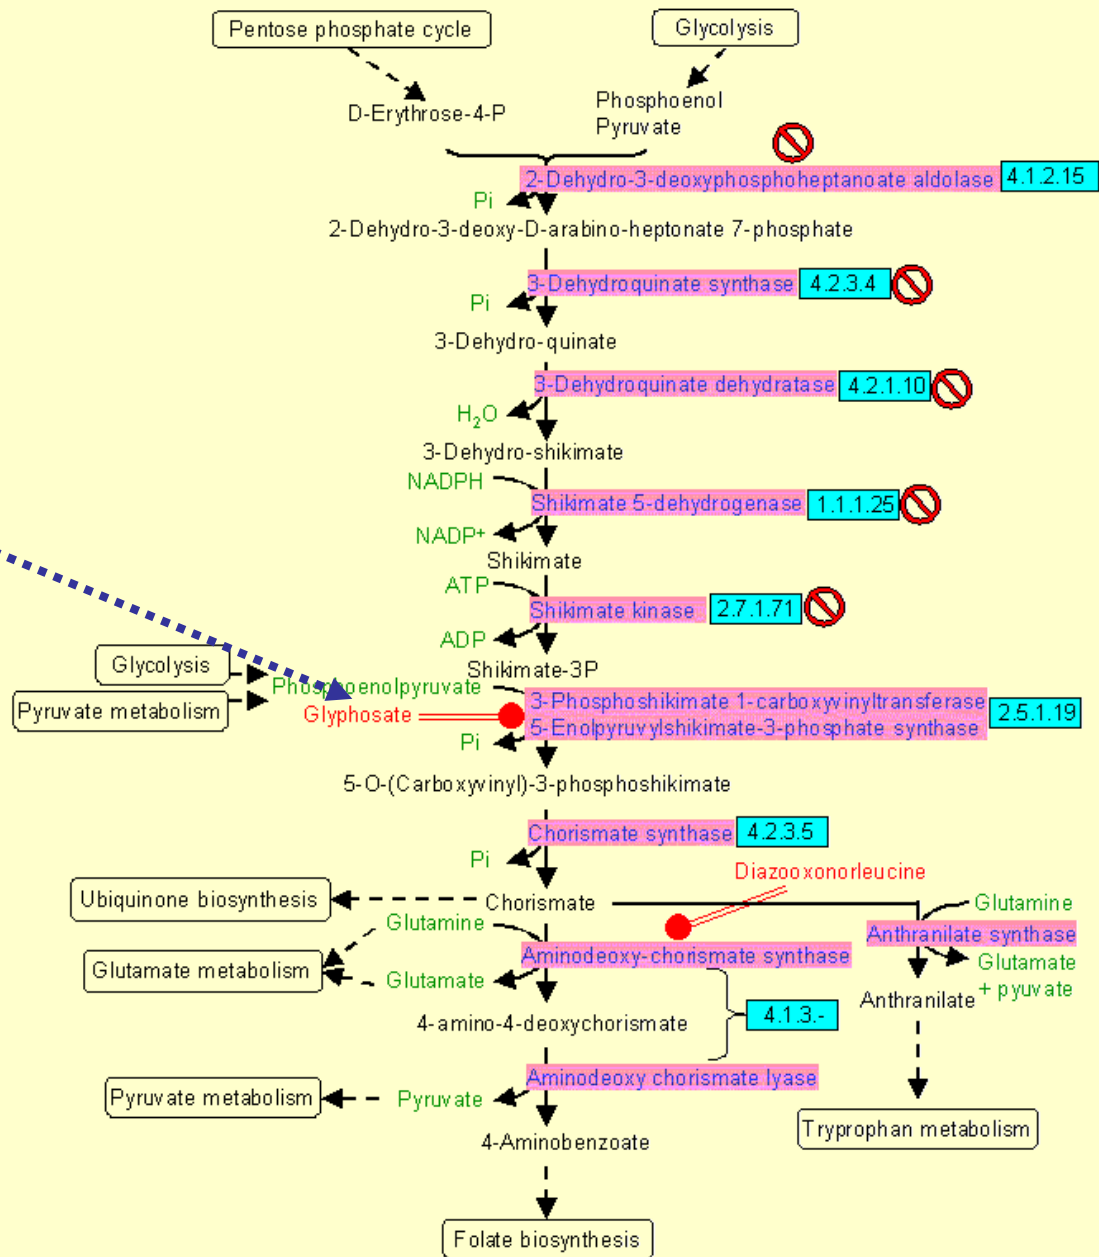 Pentose phosphate cycle
Glycolysis
D-Erythrose-4-P
Phosphoenol
Pyruvate
2-Dehydro-3-deoxyphosphoheptanoate aldolase 4.1.2.15
Pi
2-Dehydro-3-deoxy-D-arabino-heptonate 7-phosphate
3-Dehydroquinate synthase 4.2.3.4
Pi
3-Dehydro-quinate
3-Dehydroquinate dehydratase 4.2.1.10
H2O
3-Dehydro-shikimate
NADPH
Shikimate 5-dehydrogenase 1.1.1.25
NADP+
Shikimate
ATP
Shikimate kinase 2.7.1.71
ADP
Glycolysis
Shikimate-3P
Phosphoenolpyruvate
Pyruvate metabolism
Glyphosate
3-Phosphoshikimate 1-carboxyvinyltransferase
5-Enolpyruvylshikimate-3-phosphate synthase
2.5.1.19
Pi
5-O-(Carboxyvinyl)-3-phosphoshikimate
Chorismate synthase 4.2.3.5
Pi
Diazooxonorleucine
Ubiquinone biosynthesis
Chorismate
Glutamine
Glutamine
Anthranilate synthase
Aminodeoxy-chorismate synthase
Glutamate metabolism
Glutamate
Glutamate
+ pyuvate
Anthranilate
4-amino-4-deoxychorismate
4.1.3.-
Aminodeoxy chorismate lyase
Pyruvate metabolism
Pyruvate
Tryprophan metabolism
4-Aminobenzoate
Folate biosynthesis